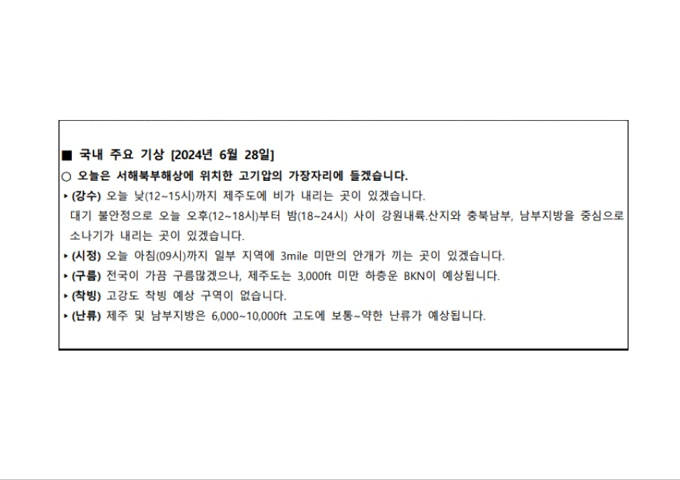 ■ 국내 주요 기상 [2024년 6월 28일]
○ 오늘은 서해북부해상에 위치한 고기압의 가장자리에 들겠습니다.
‣ (강수) 오늘 낮(12~15시)까지 제주도에 비가 내리는 곳이 있겠습니다.
대기 불안정으로 오늘 오후(12~18시)부터 밤(18~24시) 사이 강원내륙.산지와 충북남부, 남부지방을 중심으로
소나기가 내리는 곳이 있겠습니다.
‣ (시정) 오늘 아침(09시)까지 일부 지역에 3mile 미만의 안개가 끼는 곳이 있겠습니다.
‣ (구름) 전국이 가끔 구름많겠으나, 제주도는 3,000ft 미만 하층운 BKN이 예상됩니다.
‣ (착빙) 고강도 착빙 예상 구역이 없습니다.
‣ (난류) 제주 및 남부지방은 6,000~10,000ft 고도에 보통~약한 난류가 예상됩니다.